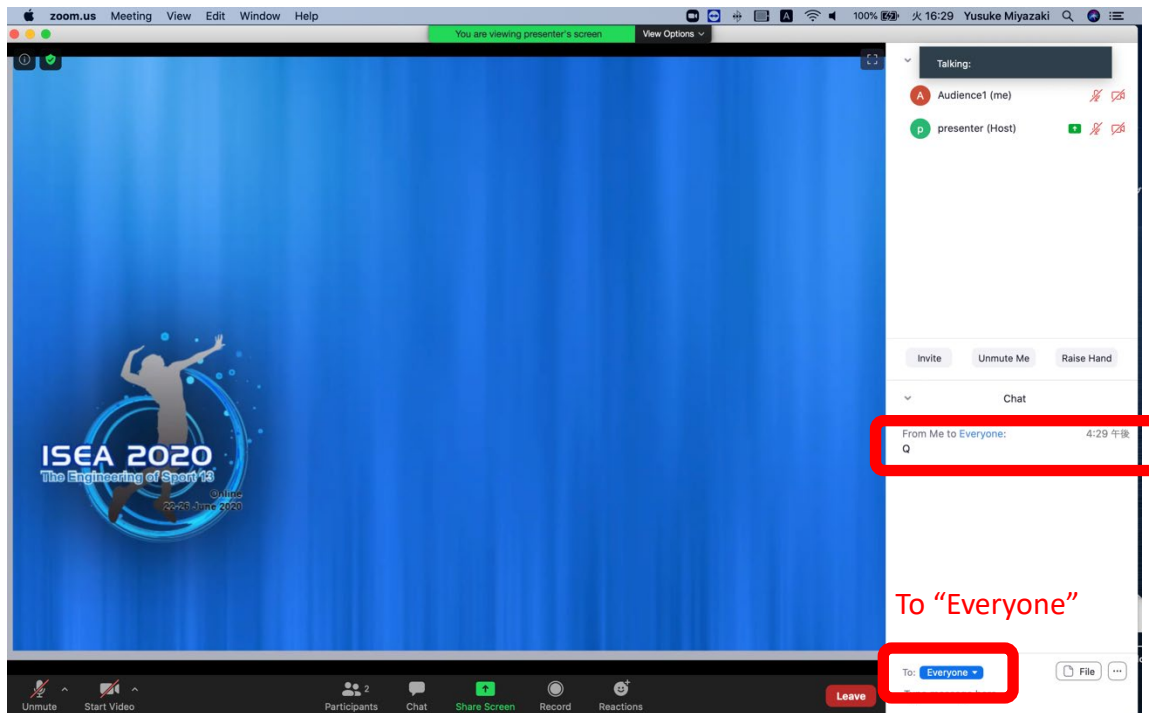 zoom.us Meeting View Edit Window Help
100% 火 16:29 Yusuke Miyazaki
You are viewing presenter's screen View Options
Talking:
A Audience1 (me)
p presenter (Host)
Invite Unmute Me Raise Hand
Chat
From Me to Everyone: 4:29 午後
Q
ISEA 2020
The Engineering of Sport 13
Online
22-26 June 2020
To “Everyone”
To: Everyone
File
Unmute Start Video Participants 2 Chat Share Screen Record Reactions Leave